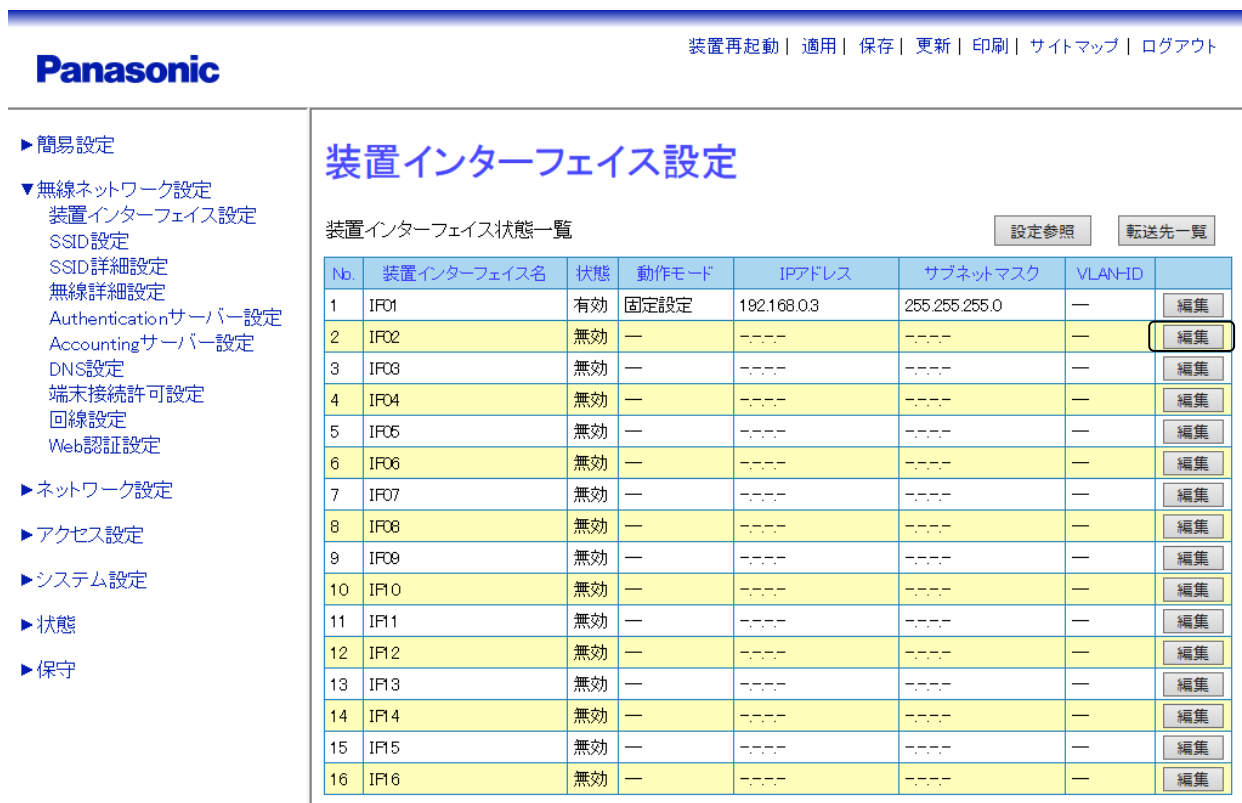 装置再起動｜ 適用｜ 保存｜ 更新｜ 印刷｜ サイトマップ｜ ログアウト
Panasonic
▶簡易設定
▼無線ネットワーク設定
装置インターフェイス設定
SSID設定
SSID詳細設定
無線詳細設定
Authenticationサーバー設定
Accountingサーバー設定
DNS設定
端末接続許可設定
回線設定
Web認証設定
▶ネットワーク設定
▶アクセス設定
▶システム設定
▶状態
▶保守
装置インターフェイス設定
装置インターフェイス状態一覧 設定参照 転送先一覧
No. 装置インターフェイス名 状態 動作モード IPアドレス サブネットマスク VLAN-ID
1 IF01 有効 固定設定 192.168.0.3 255.255.255.0 — 編集
2 IF02 無効 — -.-.-.- -.-.-.- — 編集
3 IF03 無効 — -.-.-.- -.-.-.- — 編集
4 IF04 無効 — -.-.-.- -.-.-.- — 編集
5 IF05 無効 — -.-.-.- -.-.-.- — 編集
6 IF06 無効 — -.-.-.- -.-.-.- — 編集
7 IF07 無効 — -.-.-.- -.-.-.- — 編集
8 IF08 無効 — -.-.-.- -.-.-.- — 編集
9 IF09 無効 — -.-.-.- -.-.-.- — 編集
10 IF10 無効 — -.-.-.- -.-.-.- — 編集
11 IF11 無効 — -.-.-.- -.-.-.- — 編集
12 IF12 無効 — -.-.-.- -.-.-.- — 編集
13 IF13 無効 — -.-.-.- -.-.-.- — 編集
14 IF14 無効 — -.-.-.- -.-.-.- — 編集
15 IF15 無効 — -.-.-.- -.-.-.- — 編集
16 IF16 無効 — -.-.-.- -.-.-.- — 編集